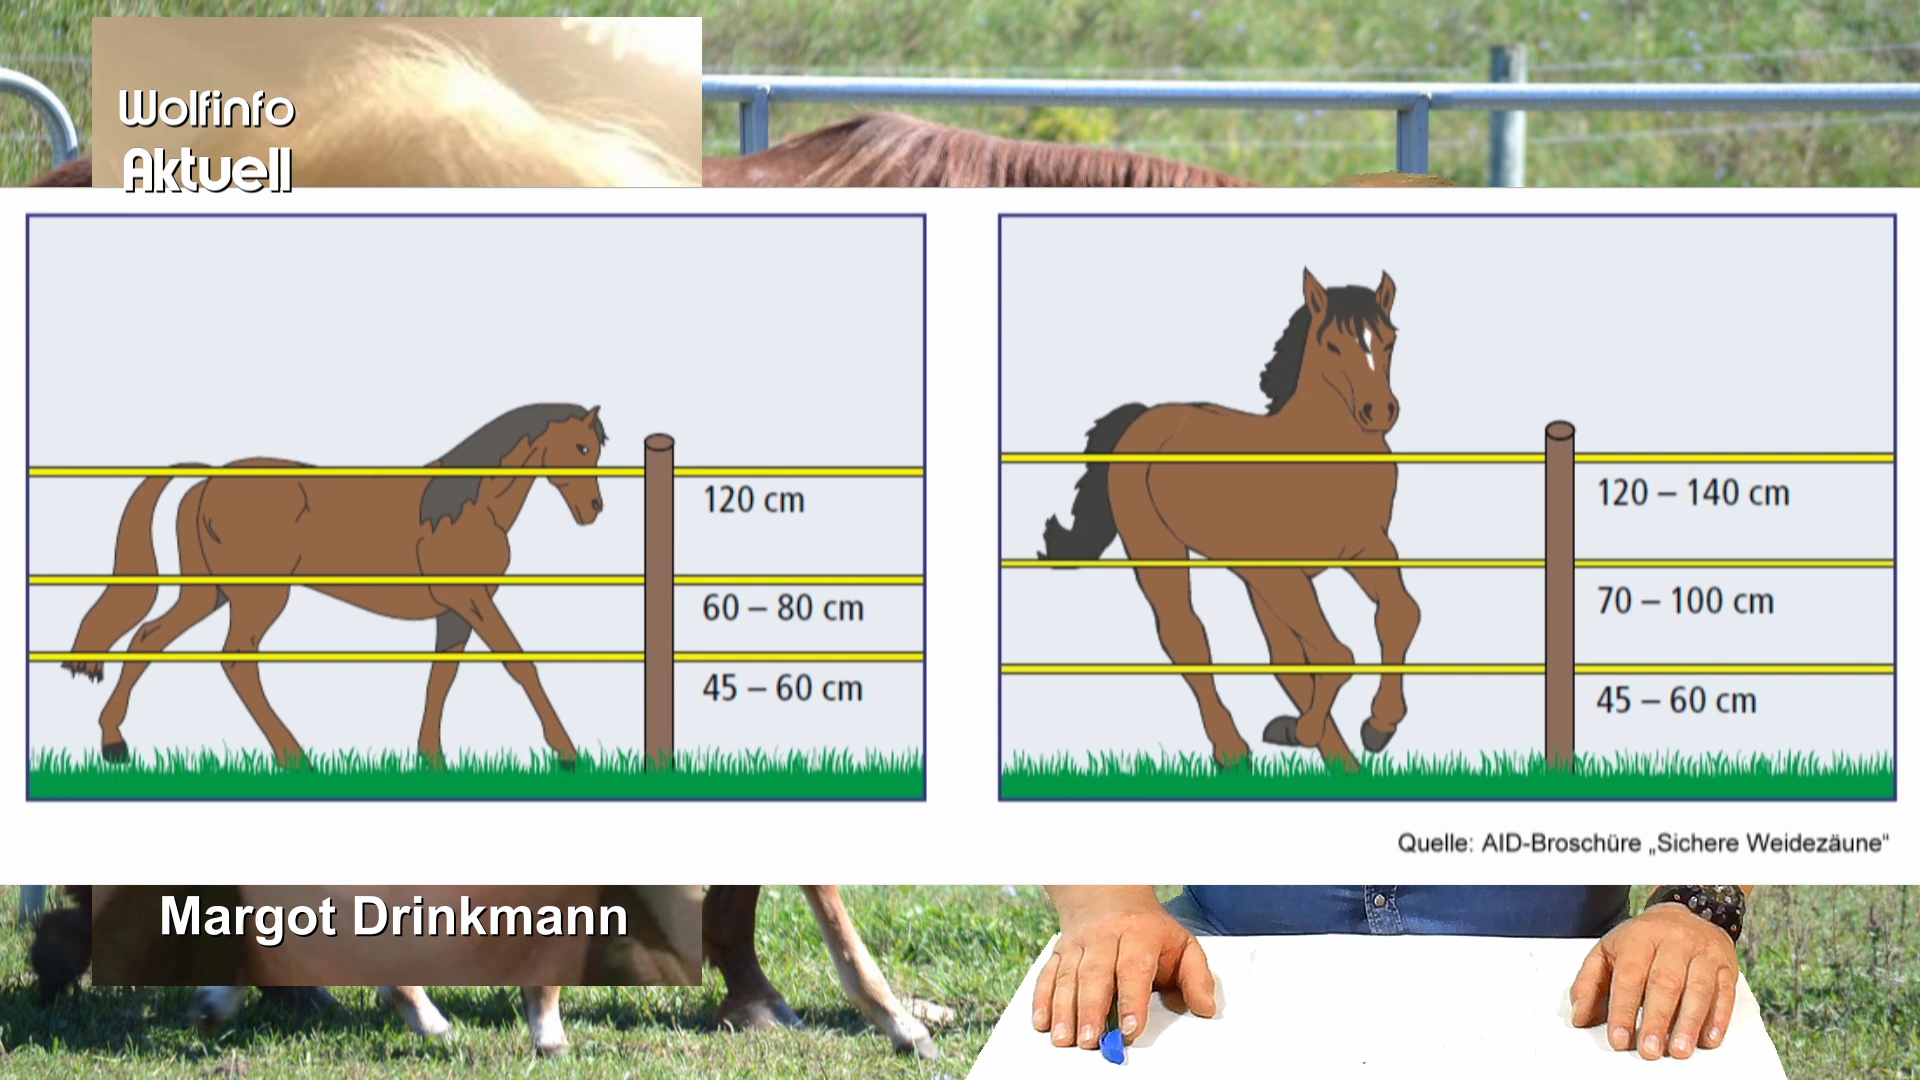 Wolfinfo
Aktuell
120 cm
60 – 80 cm
45 – 60 cm
120 – 140 cm
70 – 100 cm
45 – 60 cm
Quelle: AID-Broschüre „Sichere Weidezäune“
Margot Drinkmann